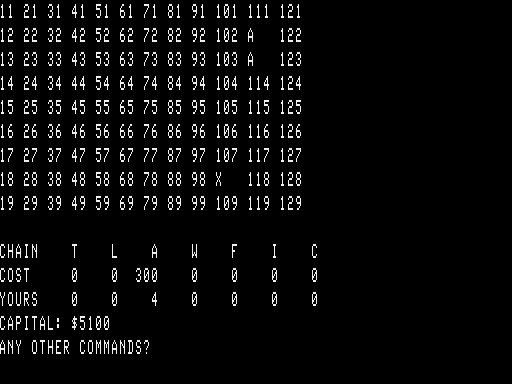 11 21 31 41 51 61 71 81 91 101 111 121
12 22 32 42 52 62 72 82 92 102 A 122
13 23 33 43 53 63 73 83 93 103 A 123
14 24 34 44 54 64 74 84 94 104 114 124
15 25 35 45 55 65 75 85 95 105 115 125
16 26 36 46 56 66 76 86 96 106 116 126
17 27 37 47 57 67 77 87 97 107 117 127
18 28 38 48 58 68 78 88 98 X 118 128
19 29 39 49 59 69 79 89 99 109 119 129
CHAIN T L A W F I C
COST 0 0 300 0 0 0 0
YOURS 0 0 4 0 0 0 0
CAPITAL: $5100
ANY OTHER COMMANDS?